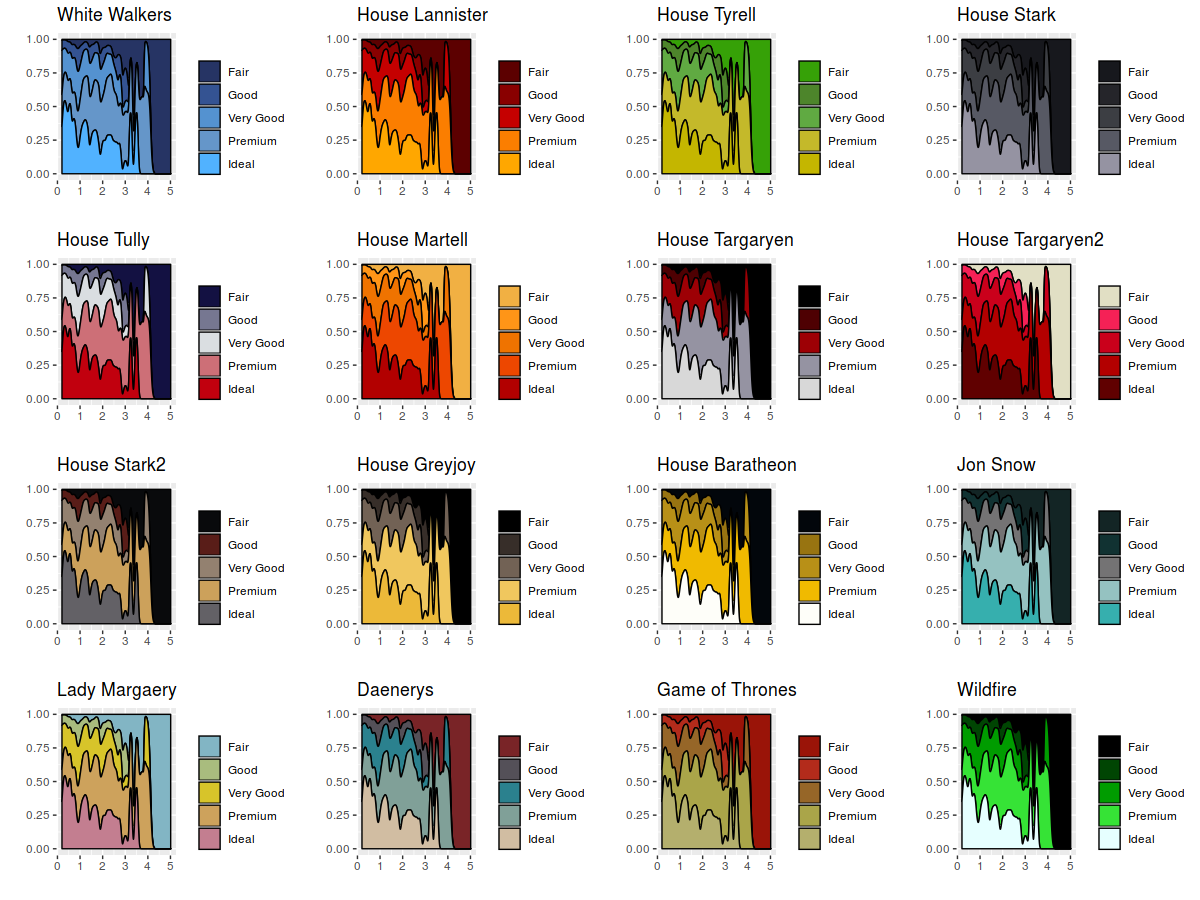 White Walkers House Lannister House Tyrell House Stark
1.00 1.00 1.00 1.00
0.75 Fair 0.75 Fair 0.75 Fair 0.75 Fair
Good Good Good Good
0.50 Very Good 0.50 Very Good 0.50 Very Good 0.50 Very Good
0.25 Premium 0.25 Premium 0.25 Premium 0.25 Premium
Ideal Ideal Ideal Ideal
0.00 0.00 0.00 0.00
0 1 2 3 4 5 0 1 2 3 4 5 0 1 2 3 4 5 0 1 2 3 4 5
House Tully House Martell House Targaryen House Targaryen2
1.00 1.00 1.00 1.00
0.75 Fair 0.75 Fair 0.75 Fair 0.75 Fair
Good Good Good Good
0.50 Very Good 0.50 Very Good 0.50 Very Good 0.50 Very Good
0.25 Premium 0.25 Premium 0.25 Premium 0.25 Premium
Ideal Ideal Ideal Ideal
0.00 0.00 0.00 0.00
0 1 2 3 4 5 0 1 2 3 4 5 0 1 2 3 4 5 0 1 2 3 4 5
House Stark2 House Greyjoy House Baratheon Jon Snow
1.00 1.00 1.00 1.00
0.75 Fair 0.75 Fair 0.75 Fair 0.75 Fair
Good Good Good Good
0.50 Very Good 0.50 Very Good 0.50 Very Good 0.50 Very Good
0.25 Premium 0.25 Premium 0.25 Premium 0.25 Premium
Ideal Ideal Ideal Ideal
0.00 0.00 0.00 0.00
0 1 2 3 4 5 0 1 2 3 4 5 0 1 2 3 4 5 0 1 2 3 4 5
Lady Margaery Daenerys Game of Thrones Wildfire
1.00 1.00 1.00 1.00
0.75 Fair 0.75 Fair 0.75 Fair 0.75 Fair
Good Good Good Good
0.50 Very Good 0.50 Very Good 0.50 Very Good 0.50 Very Good
0.25 Premium 0.25 Premium 0.25 Premium 0.25 Premium
Ideal Ideal Ideal Ideal
0.00 0.00 0.00 0.00
0 1 2 3 4 5 0 1 2 3 4 5 0 1 2 3 4 5 0 1 2 3 4 5